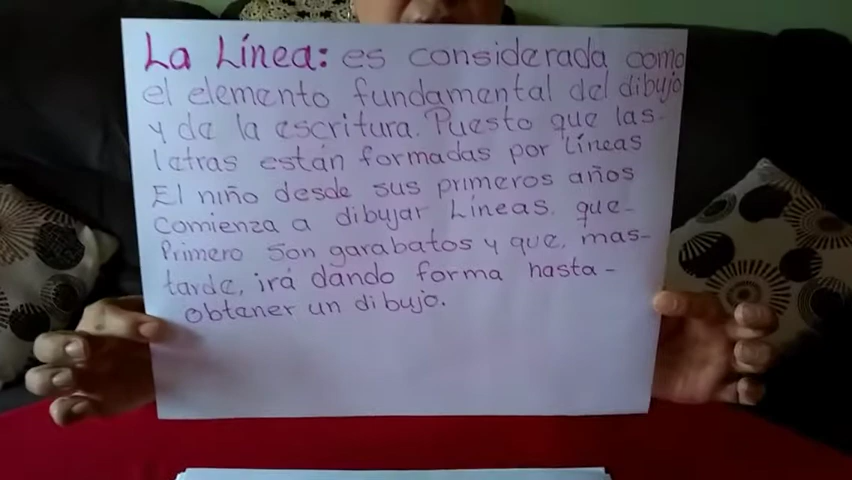 La Línea: es considerada como
el elemento fundamental del dibujo
y de la escritura. Puesto que las-
letras están formadas por líneas
El niño desde sus primeros años
comienza a dibujar Líneas. que-
Primero son garabatos y que. mas-
tarde, irá dando forma hasta-
obtener un dibujo.